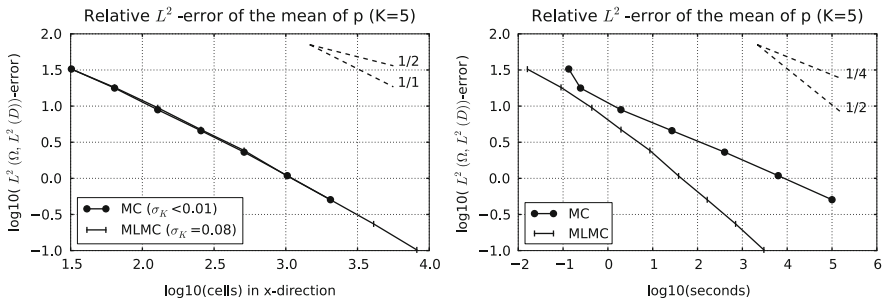 Relative L² -error of the mean of p (K=5)
log10( L² (Ω, L² (D))-error)
2.0
1.5
1.0
0.5
0.0
−0.5
−1.0
1/2
1/1
MC (σ_K <0.01)
MLMC (σ_K =0.08)
1.5 2.0 2.5 3.0 3.5 4.0
log10(cells) in x-direction
Relative L² -error of the mean of p (K=5)
log10( L² (Ω, L² (D))-error)
2.0
1.5
1.0
0.5
0.0
−0.5
−1.0
1/4
1/2
MC
MLMC
−2 −1 0 1 2 3 4 5 6
log10(seconds)